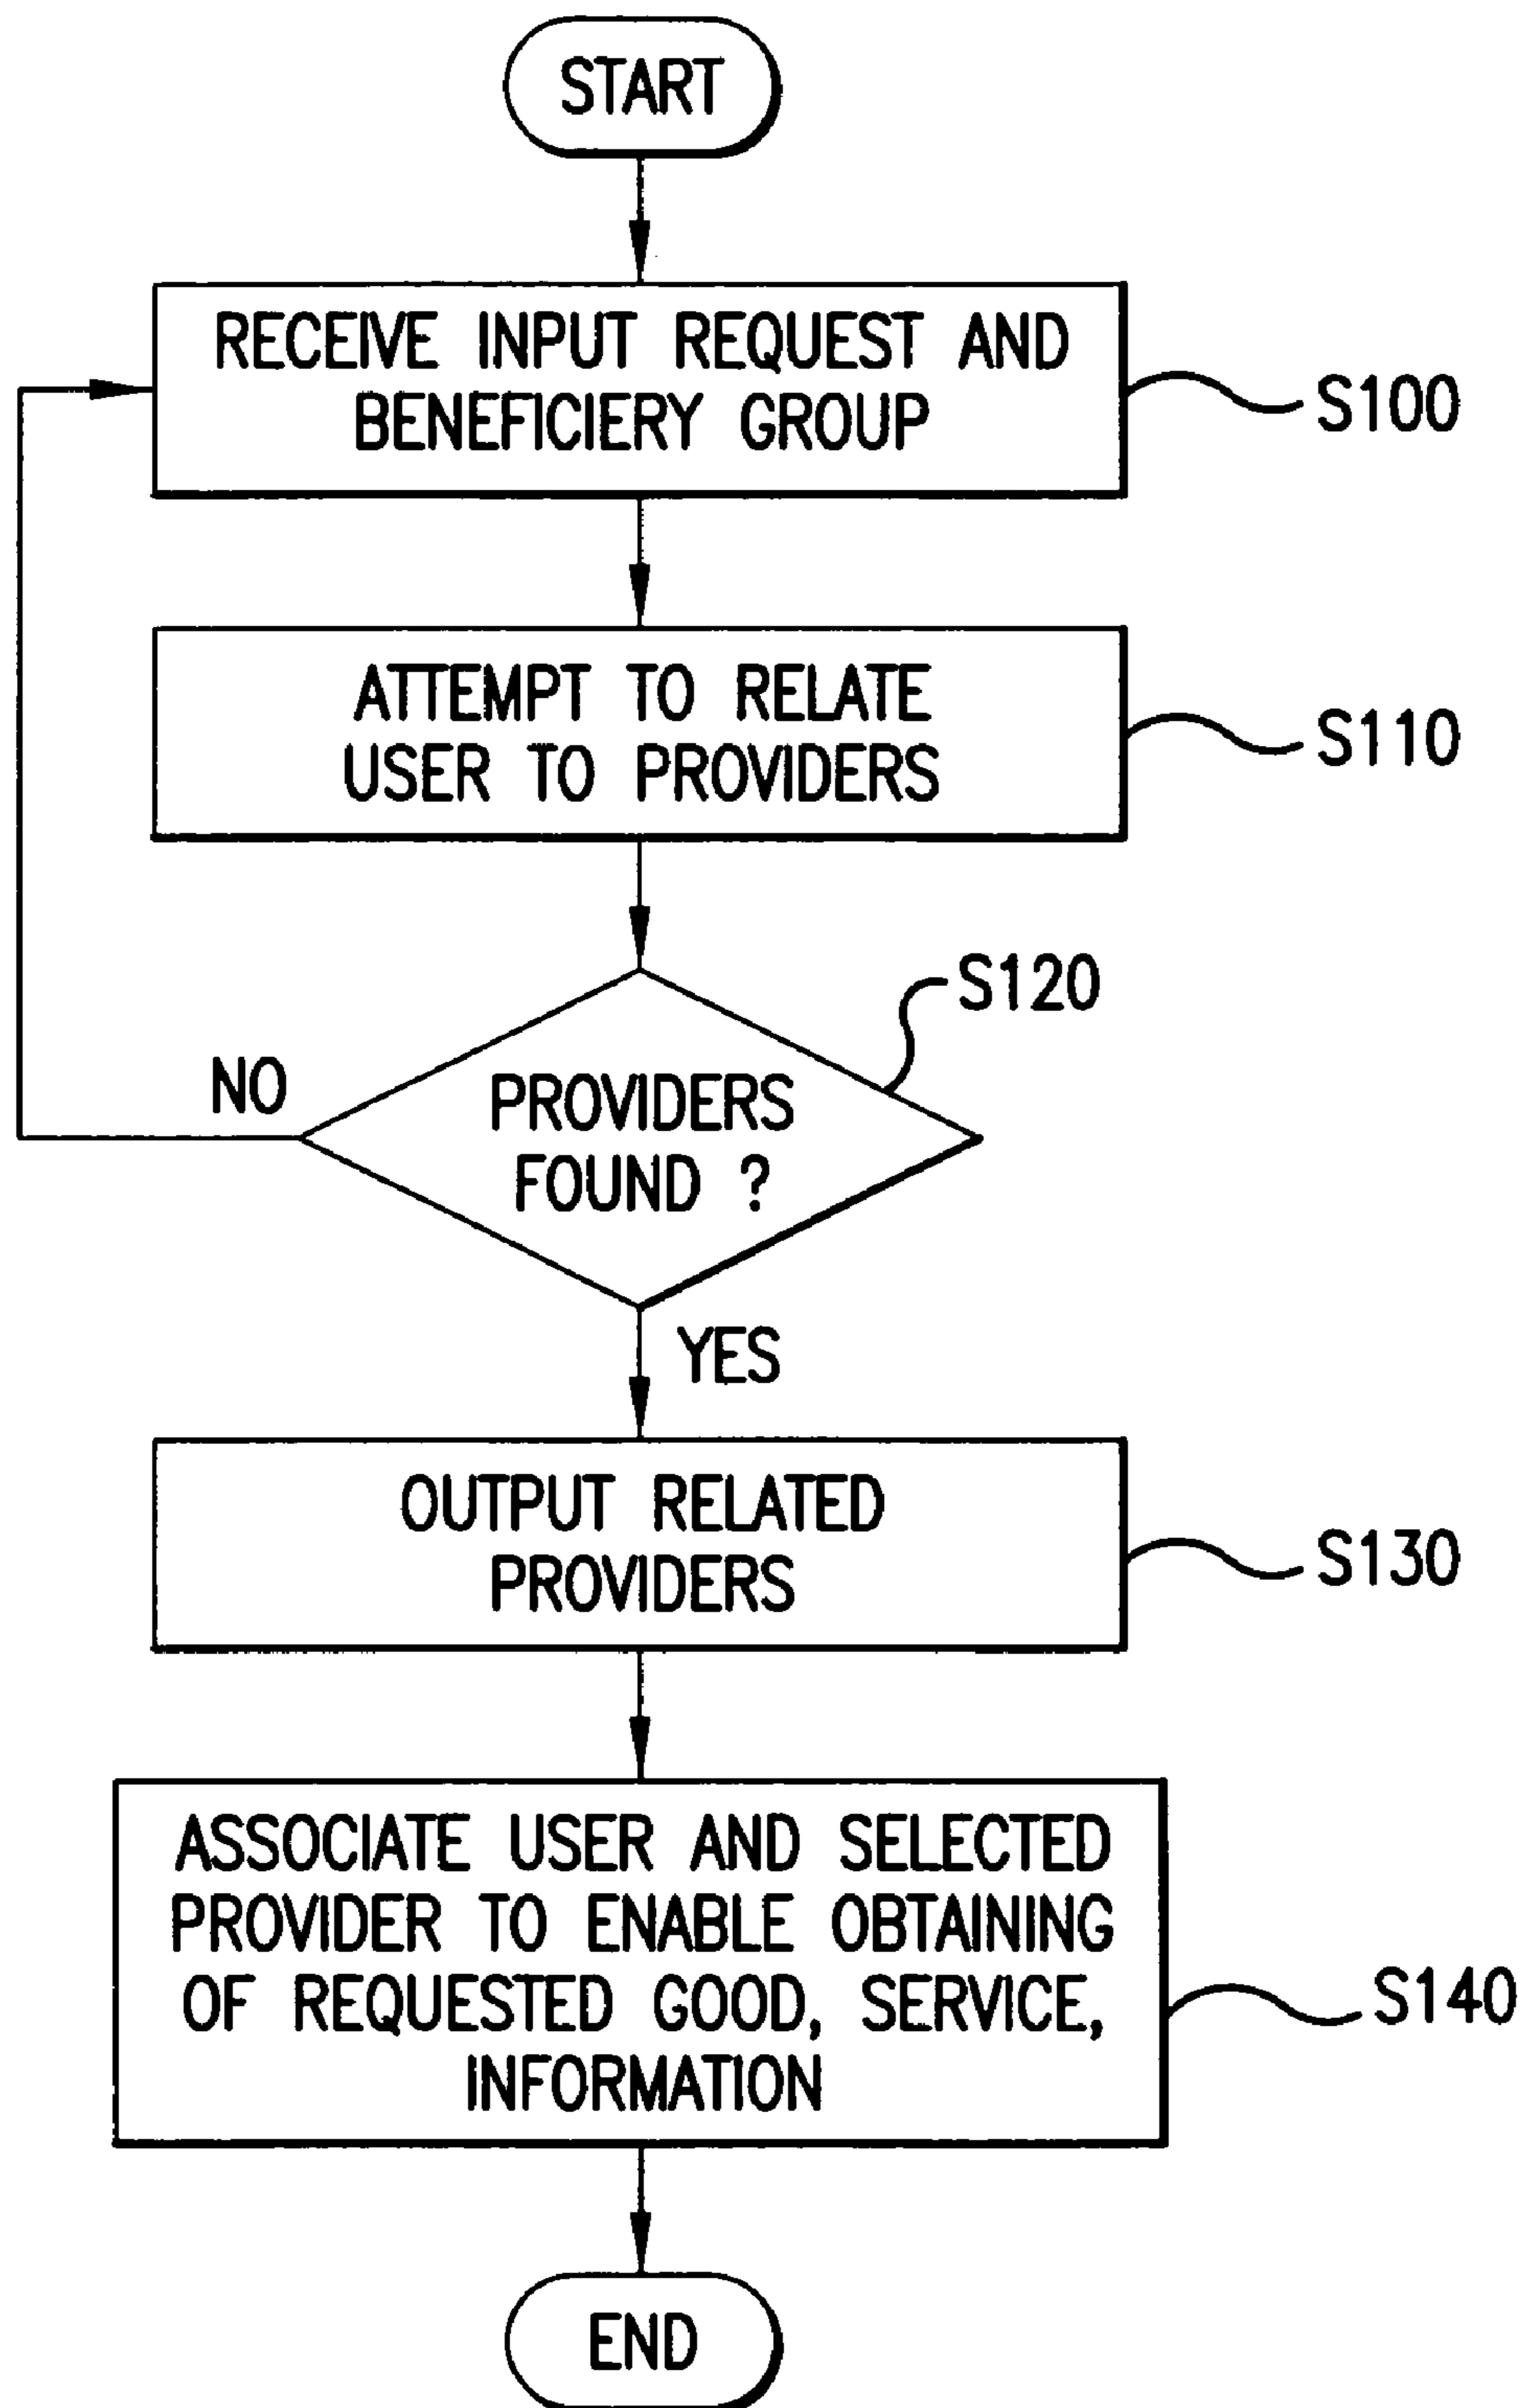 START
RECEIVE INPUT REQUEST AND
BENEFICIERY GROUP
S100
ATTEMPT TO RELATE
USER TO PROVIDERS
S110
S120
NO
PROVIDERS
FOUND ?
YES
OUTPUT RELATED
PROVIDERS
S130
ASSOCIATE USER AND SELECTED
PROVIDER TO ENABLE OBTAINING
OF REQUESTED GOOD, SERVICE,
INFORMATION
S140
END